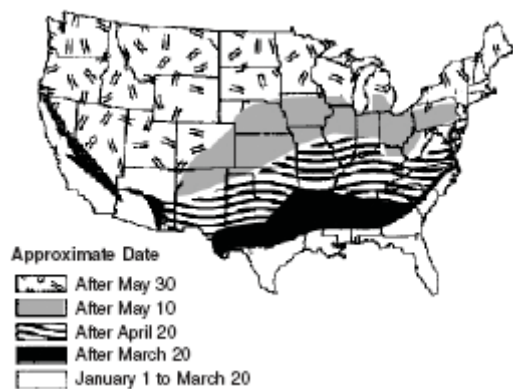 Approximate Date
After May 30
After May 10
After April 20
After March 20
January 1 to March 20